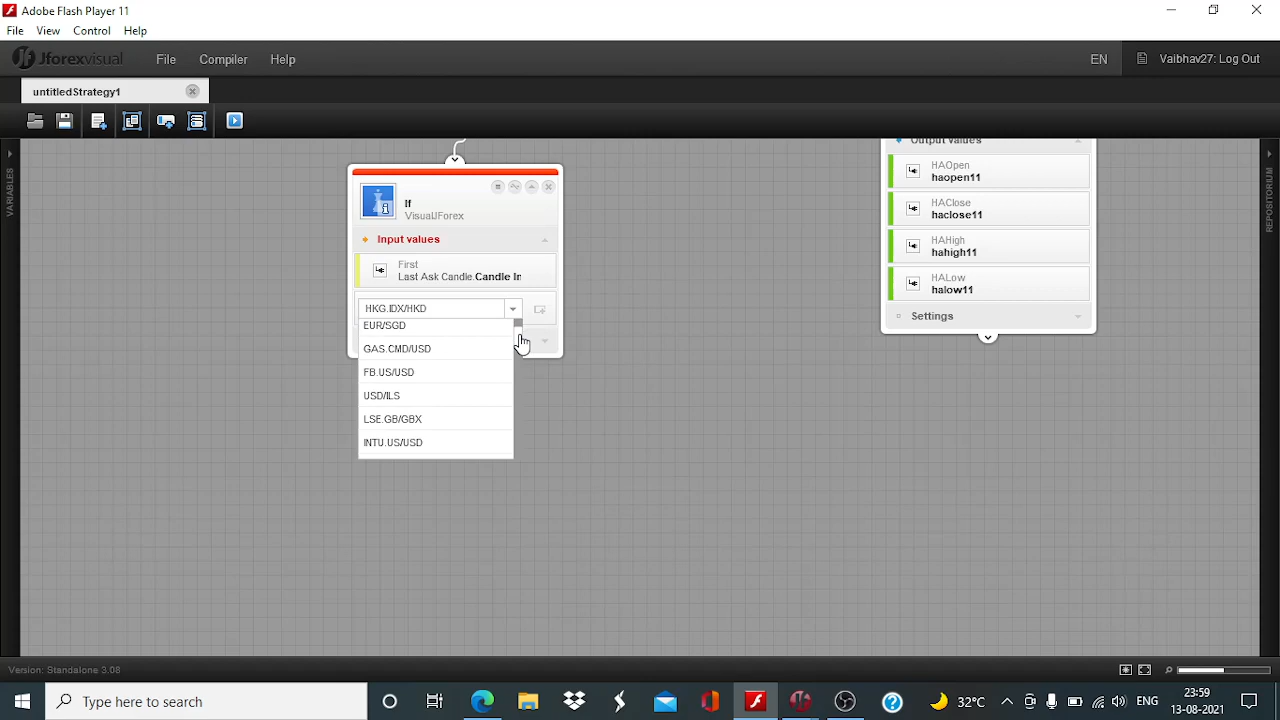 Adobe Flash Player 11
File View Control Help
Jforexvisual File Compiler Help EN Vaibhav27: Log Out
untitledStrategy1
VARIABLES
REPOSITORIUM
If
VisualJForex
Input values
First
Last Ask Candle.Candle In
HKG.IDX/HKD
EUR/SGD
GAS.CMD/USD
FB.US/USD
USD/ILS
LSE.GB/GBX
INTU.US/USD
Output values
HAOpen
haopen11
HAClose
haclose11
HAHigh
hahigh11
HALow
halow11
Settings
Version: Standalone 3.08
Type here to search
32°C
ENG
23:59
13-08-2021